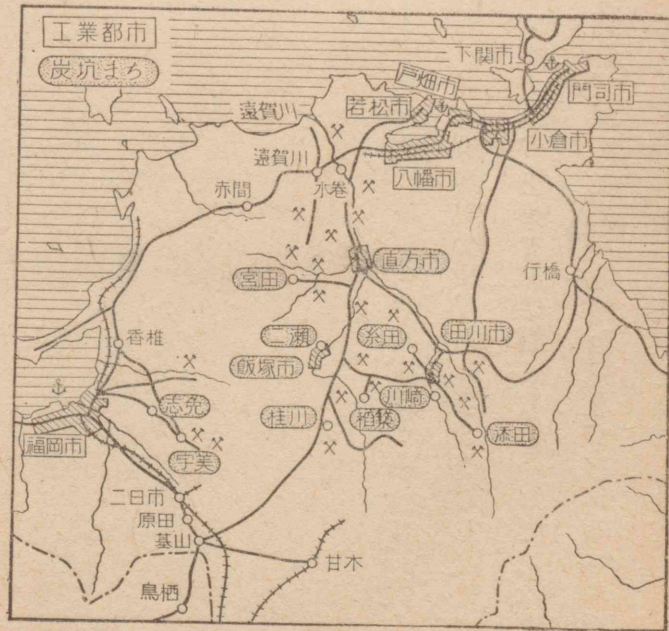 工業都市
炭坑まち
下関市
戸畑市
若松市
門司市
小倉市
八幡市
遠賀川
遠賀川
水巻
赤間
直方市
宮田
行橋
香椎
二瀬
飯塚市
糸田
田川市
志免
宇美
桂川
稲築
川崎
添田
福岡市
二日市
原田
基山
甘木
鳥栖